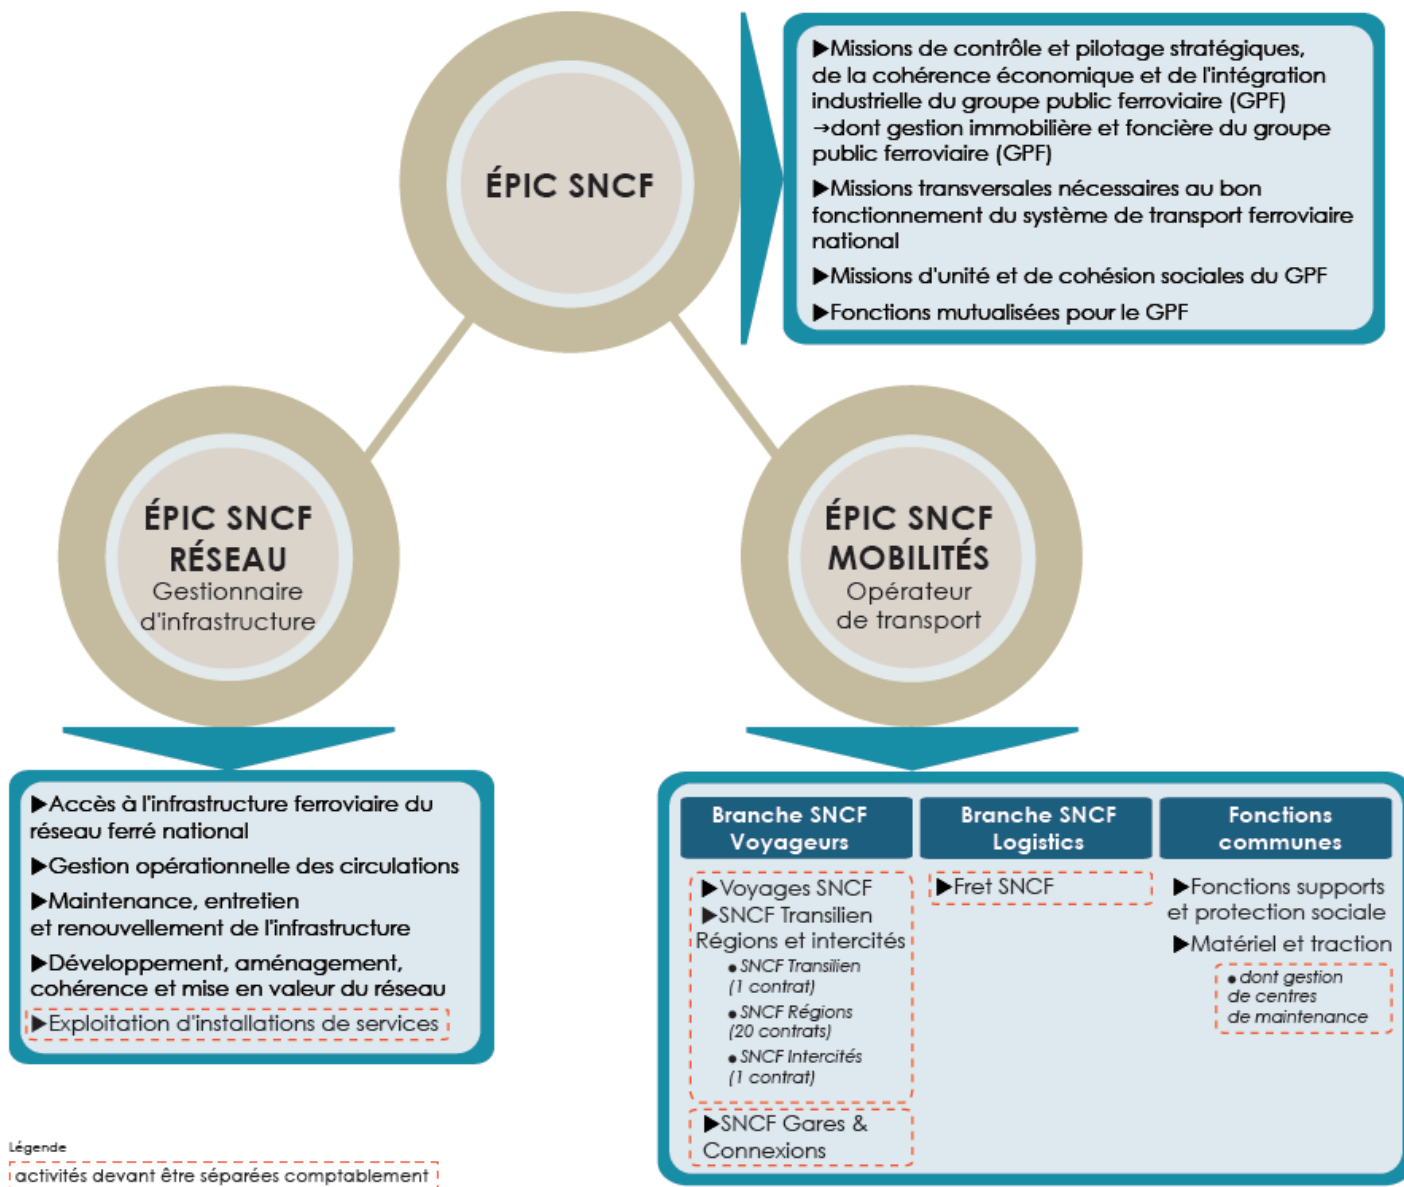 ÉPIC SNCF
▶Missions de contrôle et pilotage stratégiques,
de la cohérence économique et de l'intégration
industrielle du groupe public ferroviaire (GPF)
→dont gestion immobilière et foncière du groupe
public ferroviaire (GPF)
▶Missions transversales nécessaires au bon
fonctionnement du système de transport ferroviaire
national
▶Missions d'unité et de cohésion sociales du GPF
▶Fonctions mutualisées pour le GPF
ÉPIC SNCF
RÉSEAU
Gestionnaire
d'infrastructure
ÉPIC SNCF
MOBILITÉS
Opérateur
de transport
▶Accès à l'infrastructure ferroviaire du
réseau ferré national
▶Gestion opérationnelle des circulations
▶Maintenance, entretien
et renouvellement de l'infrastructure
▶Développement, aménagement,
cohérence et mise en valeur du réseau
▶Exploitation d'installations de services
Branche SNCF
Voyageurs
▶Voyages SNCF
▶SNCF Transilien
Régions et intercités
• SNCF Transilien
(1 contrat)
• SNCF Régions
(20 contrats)
• SNCF Intercités
(1 contrat)
▶SNCF Gares &
Connexions
Branche SNCF
Logistics
▶Fret SNCF
Fonctions
communes
▶Fonctions supports
et protection sociale
▶Matériel et traction
• dont gestion
de centres
de maintenance
Légende
activités devant être séparées comptablement